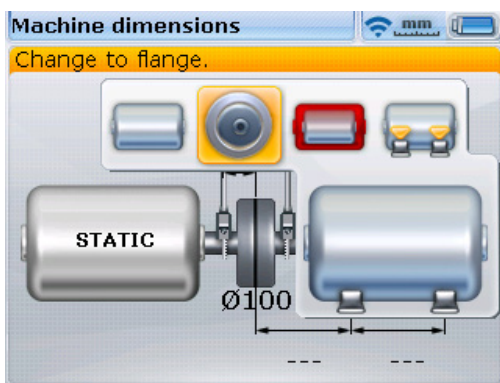 Machine dimensions
mm
Change to flange.
STATIC
Ø100
--- ---